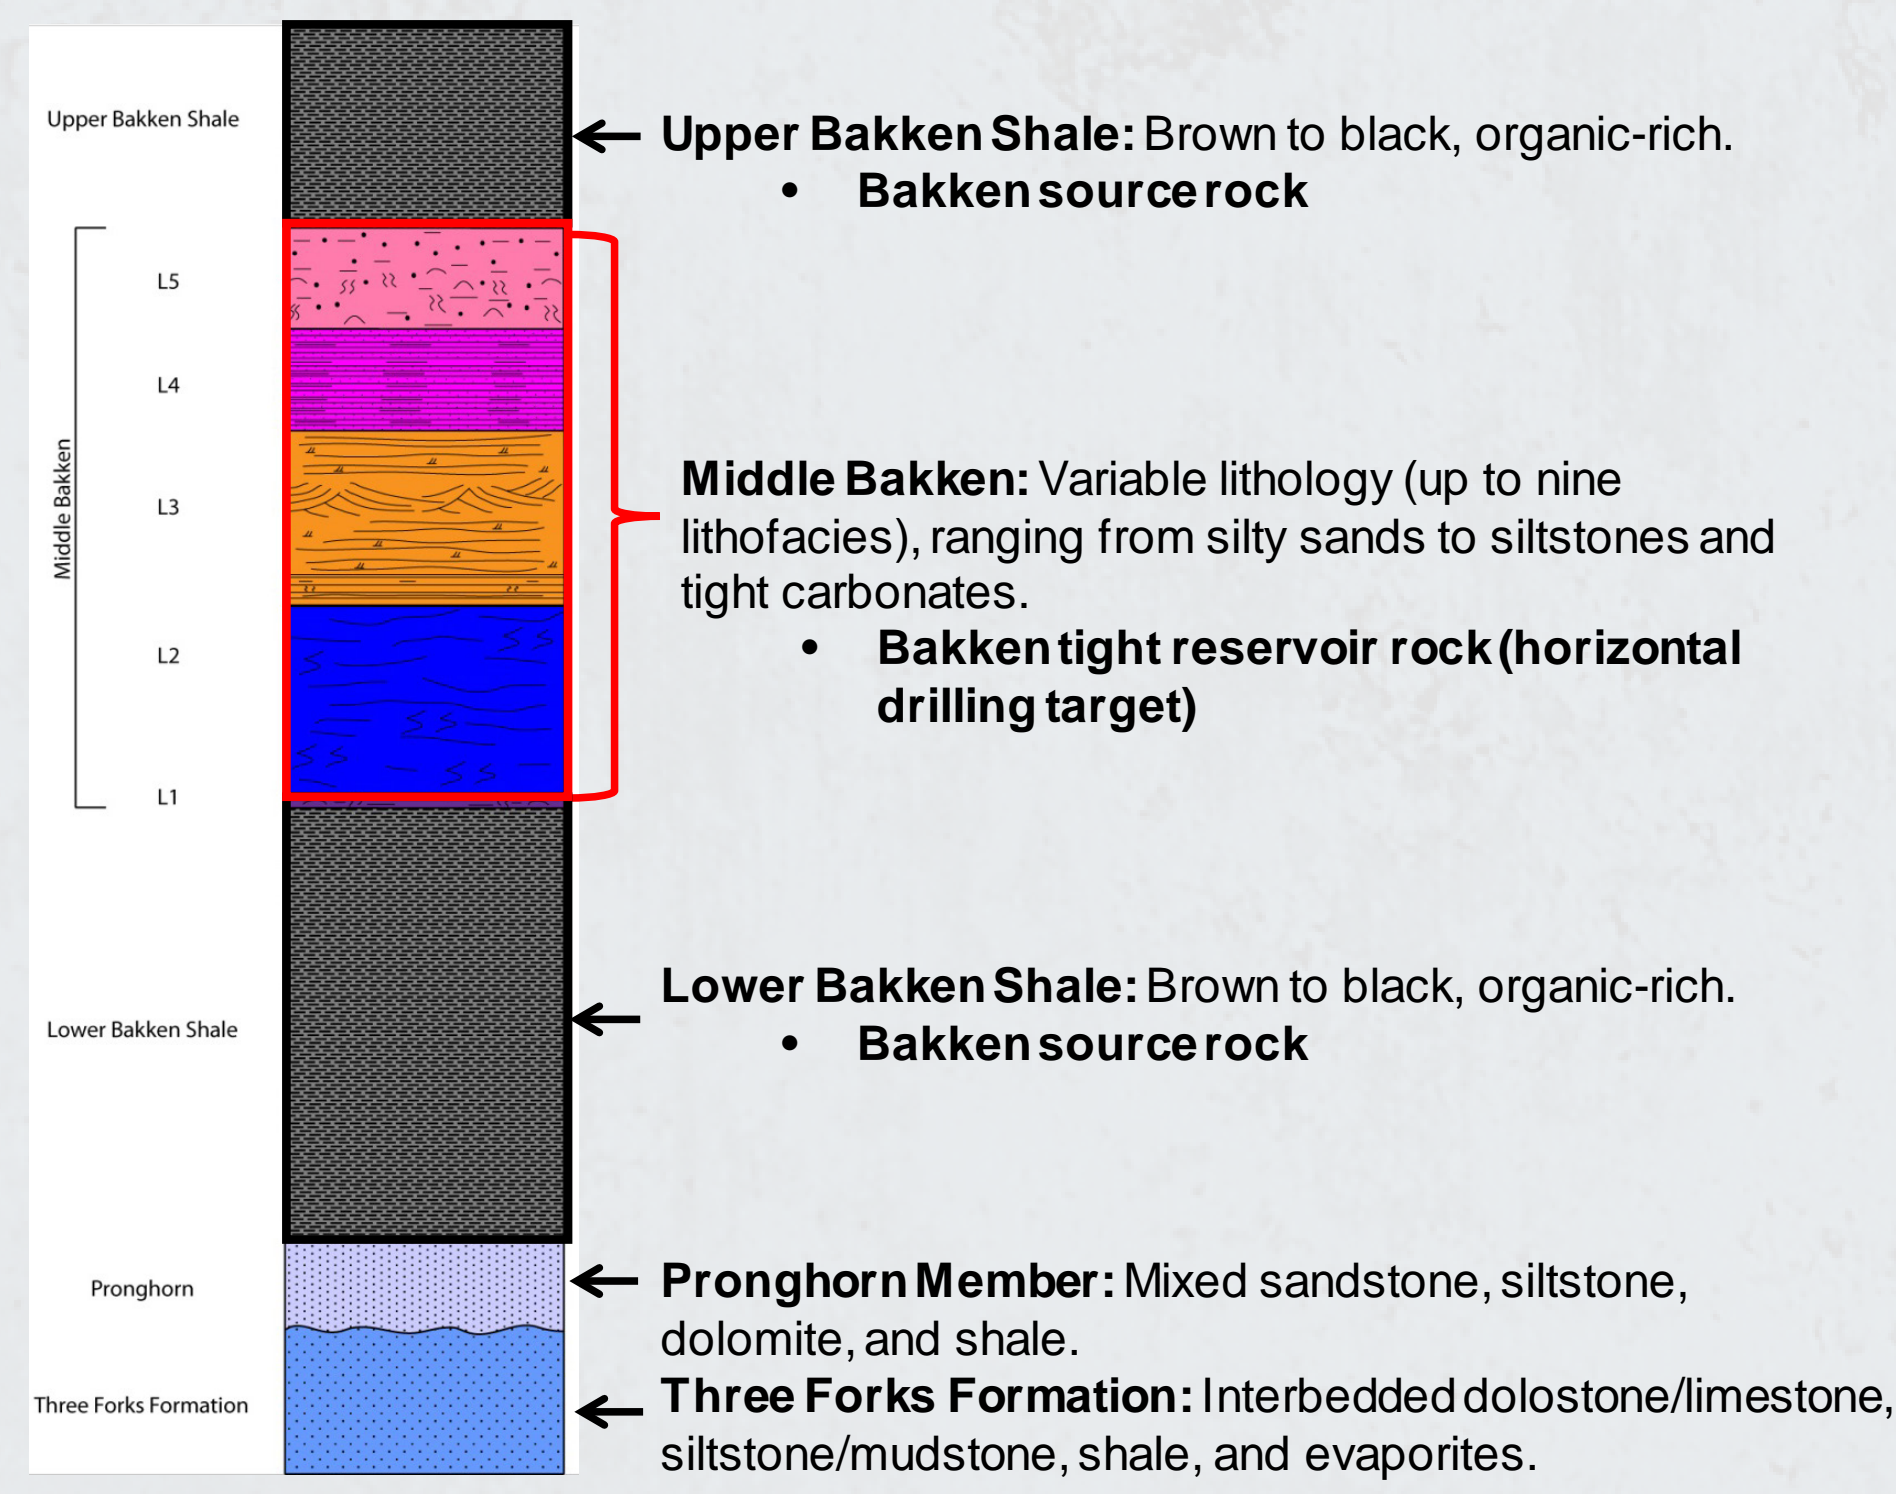 Upper Bakken Shale
L5
L4
L3
L2
L1
Middle Bakken
Lower Bakken Shale
Pronghorn
Three Forks Formation
Upper Bakken Shale: Brown to black, organic-rich.
• Bakken source rock
Middle Bakken: Variable lithology (up to nine
lithofacies), ranging from silty sands to siltstones and
tight carbonates.
• Bakken tight reservoir rock (horizontal
drilling target)
Lower Bakken Shale: Brown to black, organic-rich.
• Bakken source rock
Pronghorn Member: Mixed sandstone, siltstone,
dolomite, and shale.
Three Forks Formation: Interbedded dolostone/limestone,
siltstone/mudstone, shale, and evaporites.